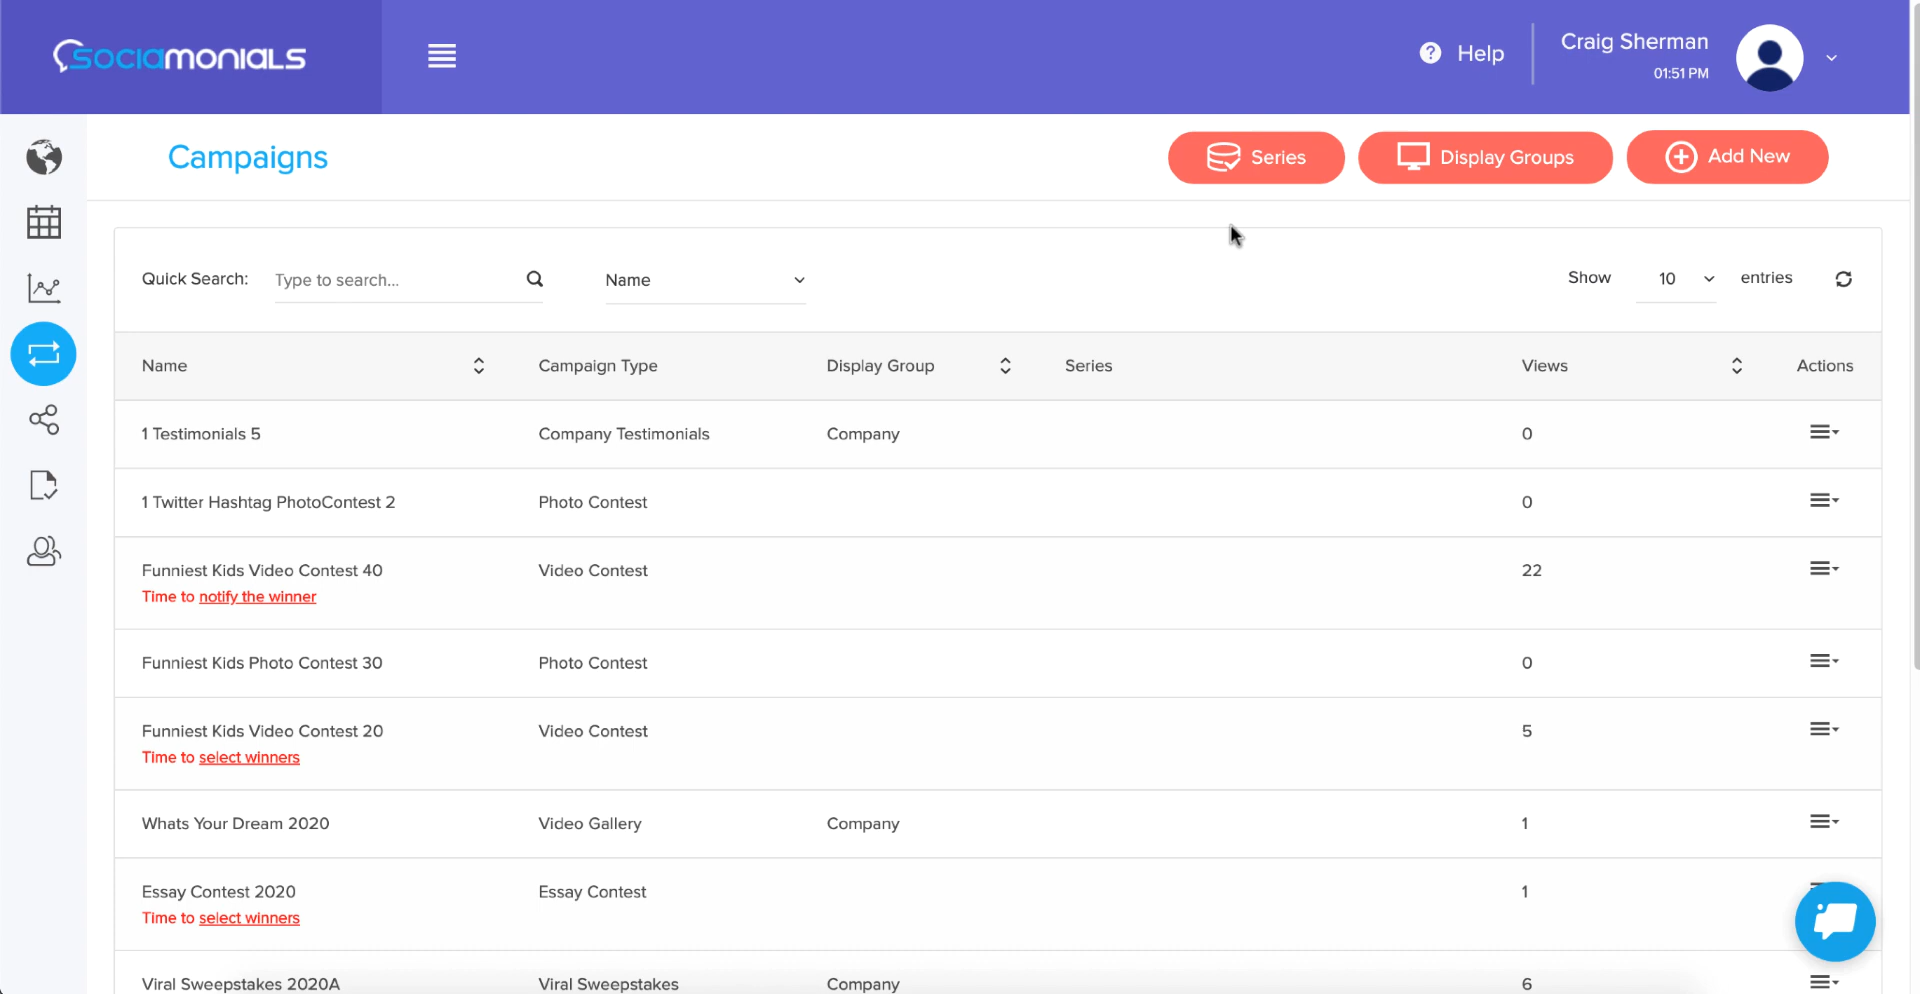 sociamonials
Help
Craig Sherman
01:51 PM
Campaigns
Series
Display Groups
Add New
Quick Search:
Type to search...
Name
Show
10
entries
Name
Campaign Type
Display Group
Series
Views
Actions
1 Testimonials 5
Company Testimonials
Company
0
1 Twitter Hashtag PhotoContest 2
Photo Contest
0
Funniest Kids Video Contest 40
Time to notify the winner
Video Contest
22
Funniest Kids Photo Contest 30
Photo Contest
0
Funniest Kids Video Contest 20
Time to select winners
Video Contest
5
Whats Your Dream 2020
Video Gallery
Company
1
Essay Contest 2020
Time to select winners
Essay Contest
1
Viral Sweepstakes 2020A
Viral Sweepstakes
Company
6